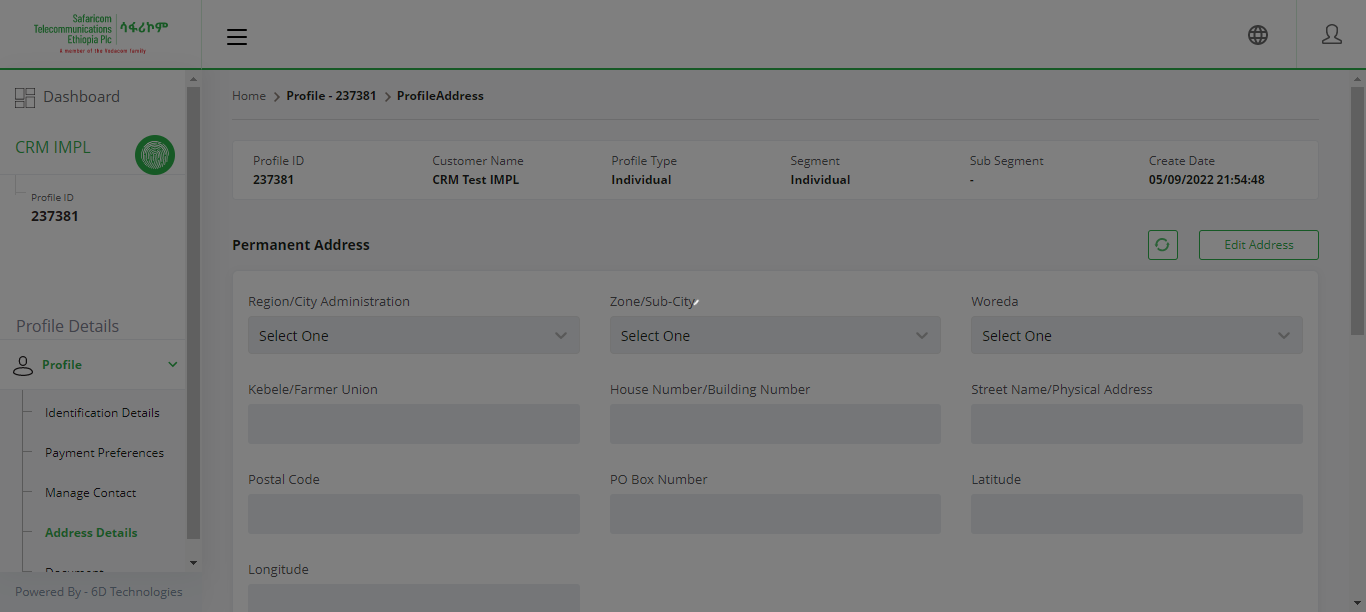 Safaricom
Telecommunications
Ethiopia Plc
ሳፋሪኮም
A member of the Vodacom family
Dashboard
CRM IMPL
Profile ID
237381
Profile Details
Profile
Identification Details
Payment Preferences
Manage Contact
Address Details
Document
Powered By - 6D Technologies
Home > Profile - 237381 > ProfileAddress
Profile ID Customer Name Profile Type Segment Sub Segment Create Date
237381 CRM Test IMPL Individual Individual - 05/09/2022 21:54:48
Permanent Address
Edit Address
Region/City Administration Zone/Sub-City Woreda
Select One Select One Select One
Kebele/Farmer Union House Number/Building Number Street Name/Physical Address
Postal Code PO Box Number Latitude
Longitude